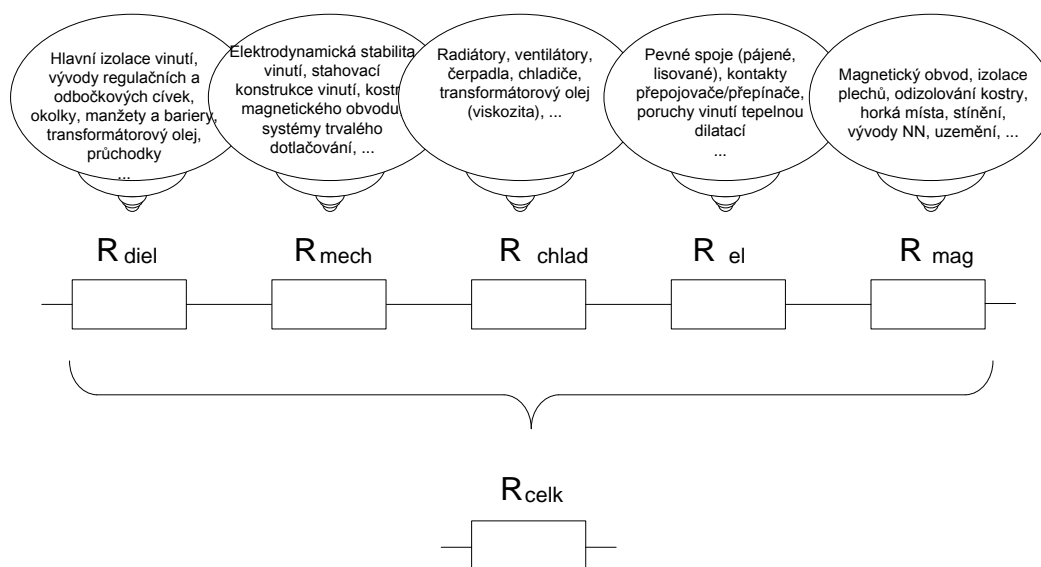 Hlavní izolace vinutí,
vývody regulačních a
odbočkových cívek,
okolky, manžety a bariery,
transformátorový olej,
průchodky
...
Elektrodynamická stabilita
vinutí, stahovací
konstrukce vinutí, kostry
magnetického obvodu
systémy trvalého
dotlačování, ...
Radiátory, ventilátory,
čerpadla, chladiče,
transformátorový olej
(viskozita), ...
Pevné spoje (pájené,
lisované), kontakty
přepojovače/přepínače,
poruchy vinutí tepelnou
dilatací
...
Magnetický obvod, izolace
plechů, odizolování kostry,
horká místa, stínění,
vývody NN, uzemění, ...
R diel
R mech
R chlad
R el
R mag
R celk